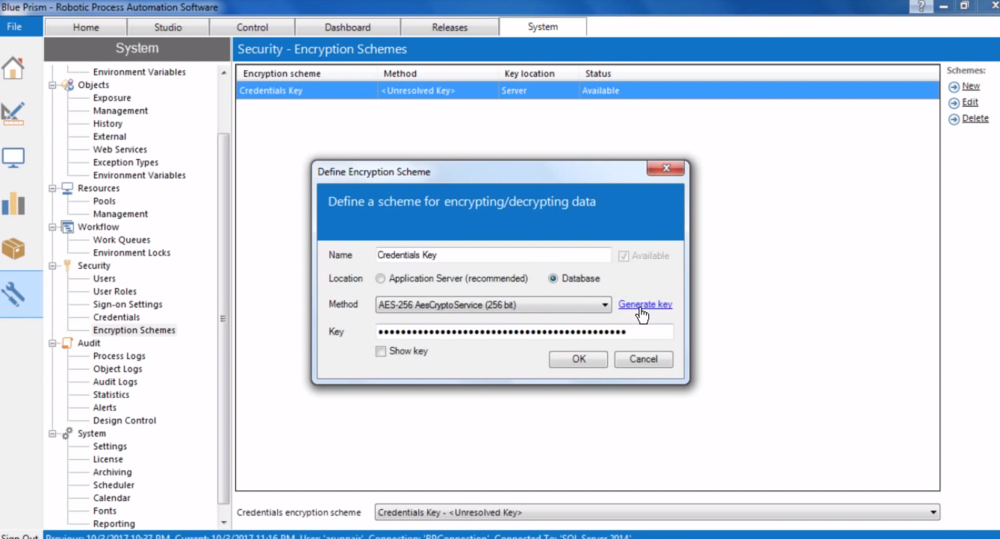 Blue Prism - Robotic Process Automation Software
File Home Studio Control Dashboard Releases System
System
Environment Variables
Objects
Exposure
Management
History
External
Web Services
Exception Types
Environment Variables
Resources
Pools
Management
Workflow
Work Queues
Environment Locks
Security
Users
User Roles
Sign-on Settings
Credentials
Encryption Schemes
Audit
Process Logs
Object Logs
Audit Logs
Statistics
Alerts
Design Control
System
Settings
License
Archiving
Scheduler
Calendar
Fonts
Reporting
Security - Encryption Schemes
Encryption scheme Method Key location Status
Credentials Key <Unresolved Key> Server Available
Schemes:
New
Edit
Delete
Define Encryption Scheme
Define a scheme for encrypting/decrypting data
Name Credentials Key Available
Location Application Server (recommended) Database
Method AES-256 AesCryptoService (256 bit) Generate key
Key
Show key
OK Cancel
Credentials encryption scheme Credentials Key - <Unresolved Key>
Sign Out Previous: 10/3/2017 10:37 PM Current: 10/3/2017 11:16 PM User: 'arunnair' Connection: 'BPConnection' Connected To: 'SQL Server 2014'